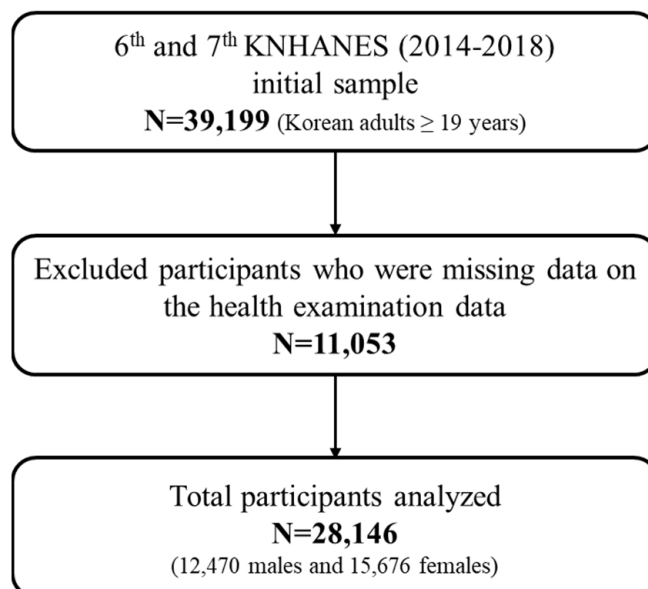 6th and 7th KNHANES (2014-2018)
initial sample
N=39,199 (Korean adults ≥ 19 years)
Excluded participants who were missing data on
the health examination data
N=11,053
Total participants analyzed
N=28,146
(12,470 males and 15,676 females)